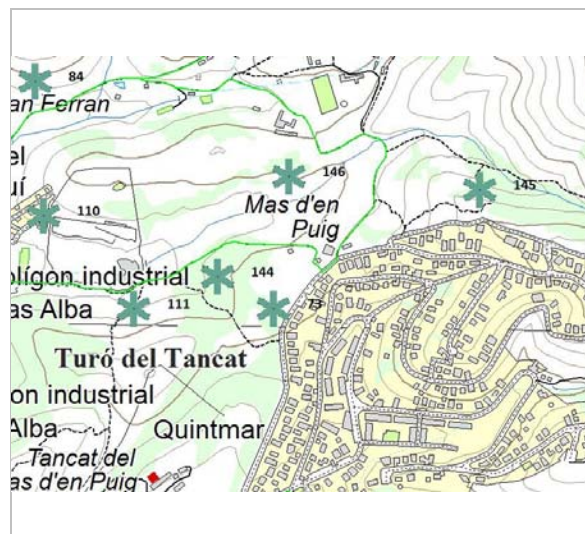 84
an Ferran
el
uí
146
145
Mas d'en
Puig
110
olígon industrial
144
as Alba
111
73
Turó del Tancat
on industrial
Alba
Quintmar
Tancat del
as d'en Puig